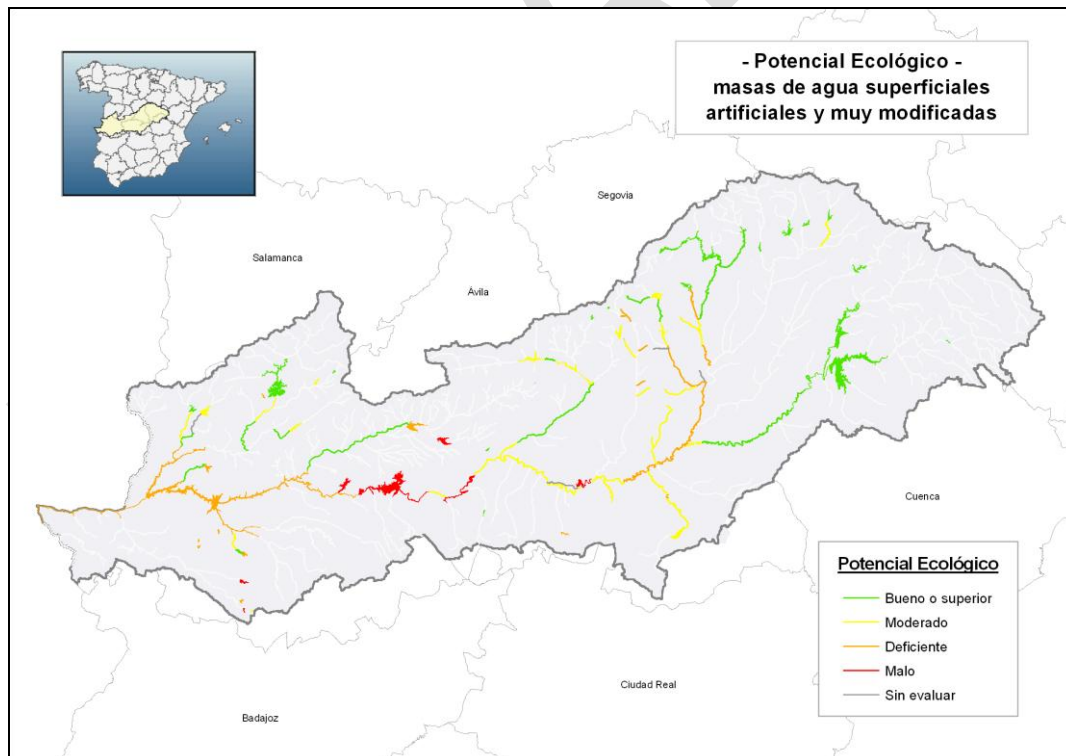 - Potencial Ecológico -
masas de agua superficiales
artificiales y muy modificadas
Segovia
Salamanca
Ávila
Cuenca
Potencial Ecológico
Bueno o superior
Moderado
Deficiente
Malo
Sin evaluar
Ciudad Real
Badajoz